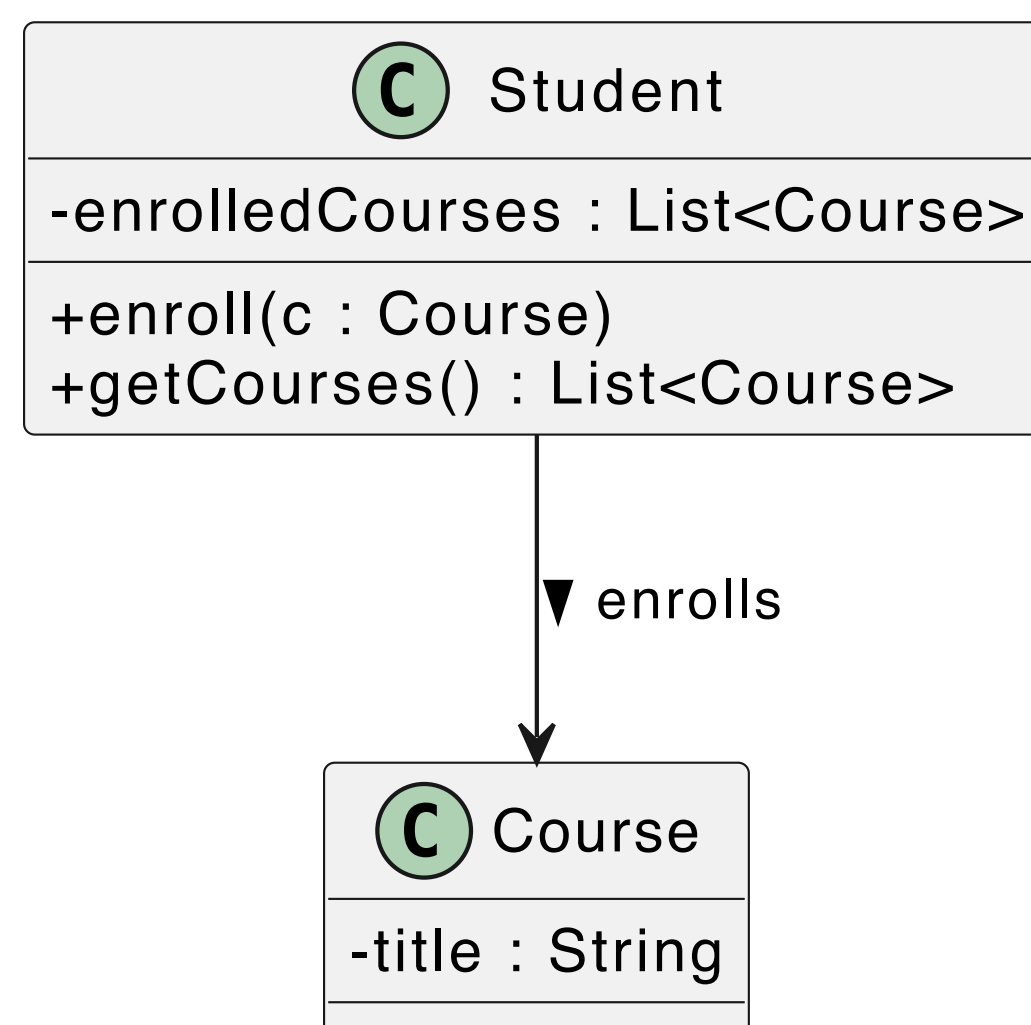 C Student
-enrolledCourses : List<Course>
+enroll(c : Course)
+getCourses() : List<Course>
enrolls
C Course
-title : String